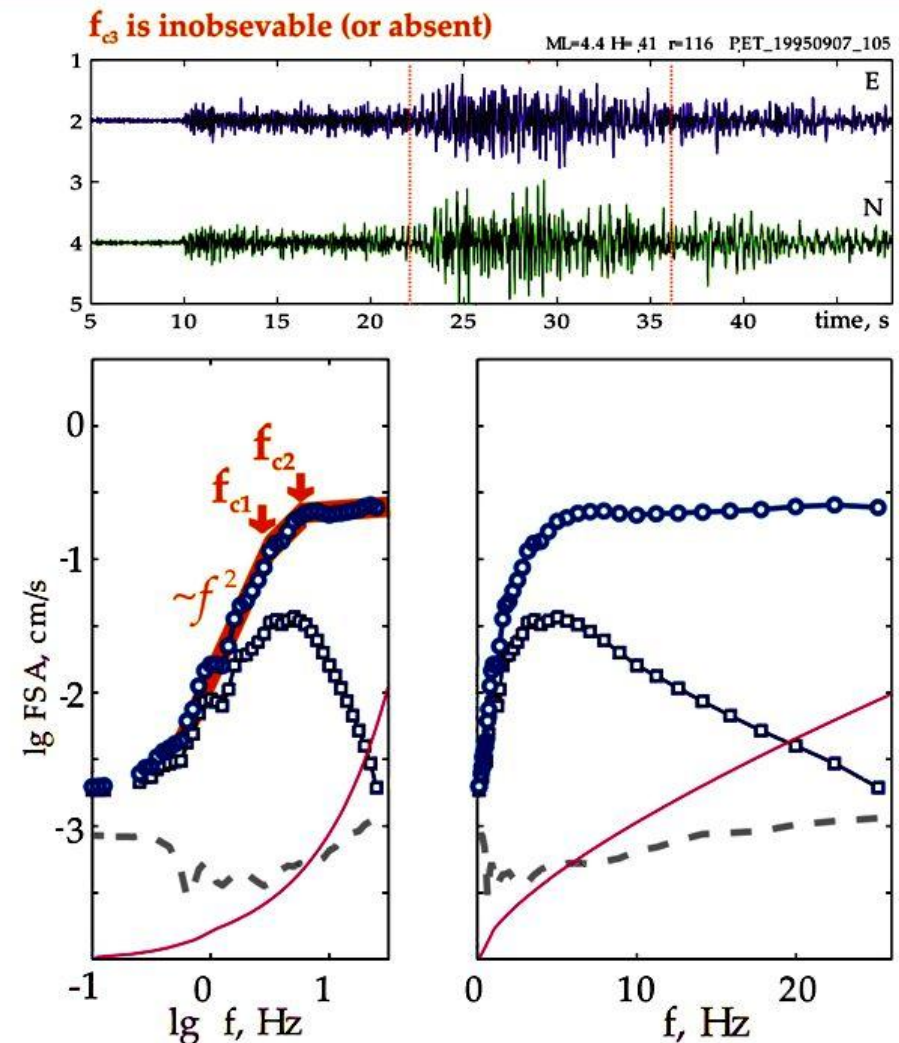 f_c3 is inobsevable (or absent)
ML=4.4 H= 41 r=116 PET_19950907_105
1
2
3
4
5
E
N
5 10 15 20 25 30 35 40 time, s
f_c2
f_c1
~f ²
lg FSA, cm/s
0
-1
-2
-3
-1 0 1
lg f, Hz
0 10 20
f, Hz